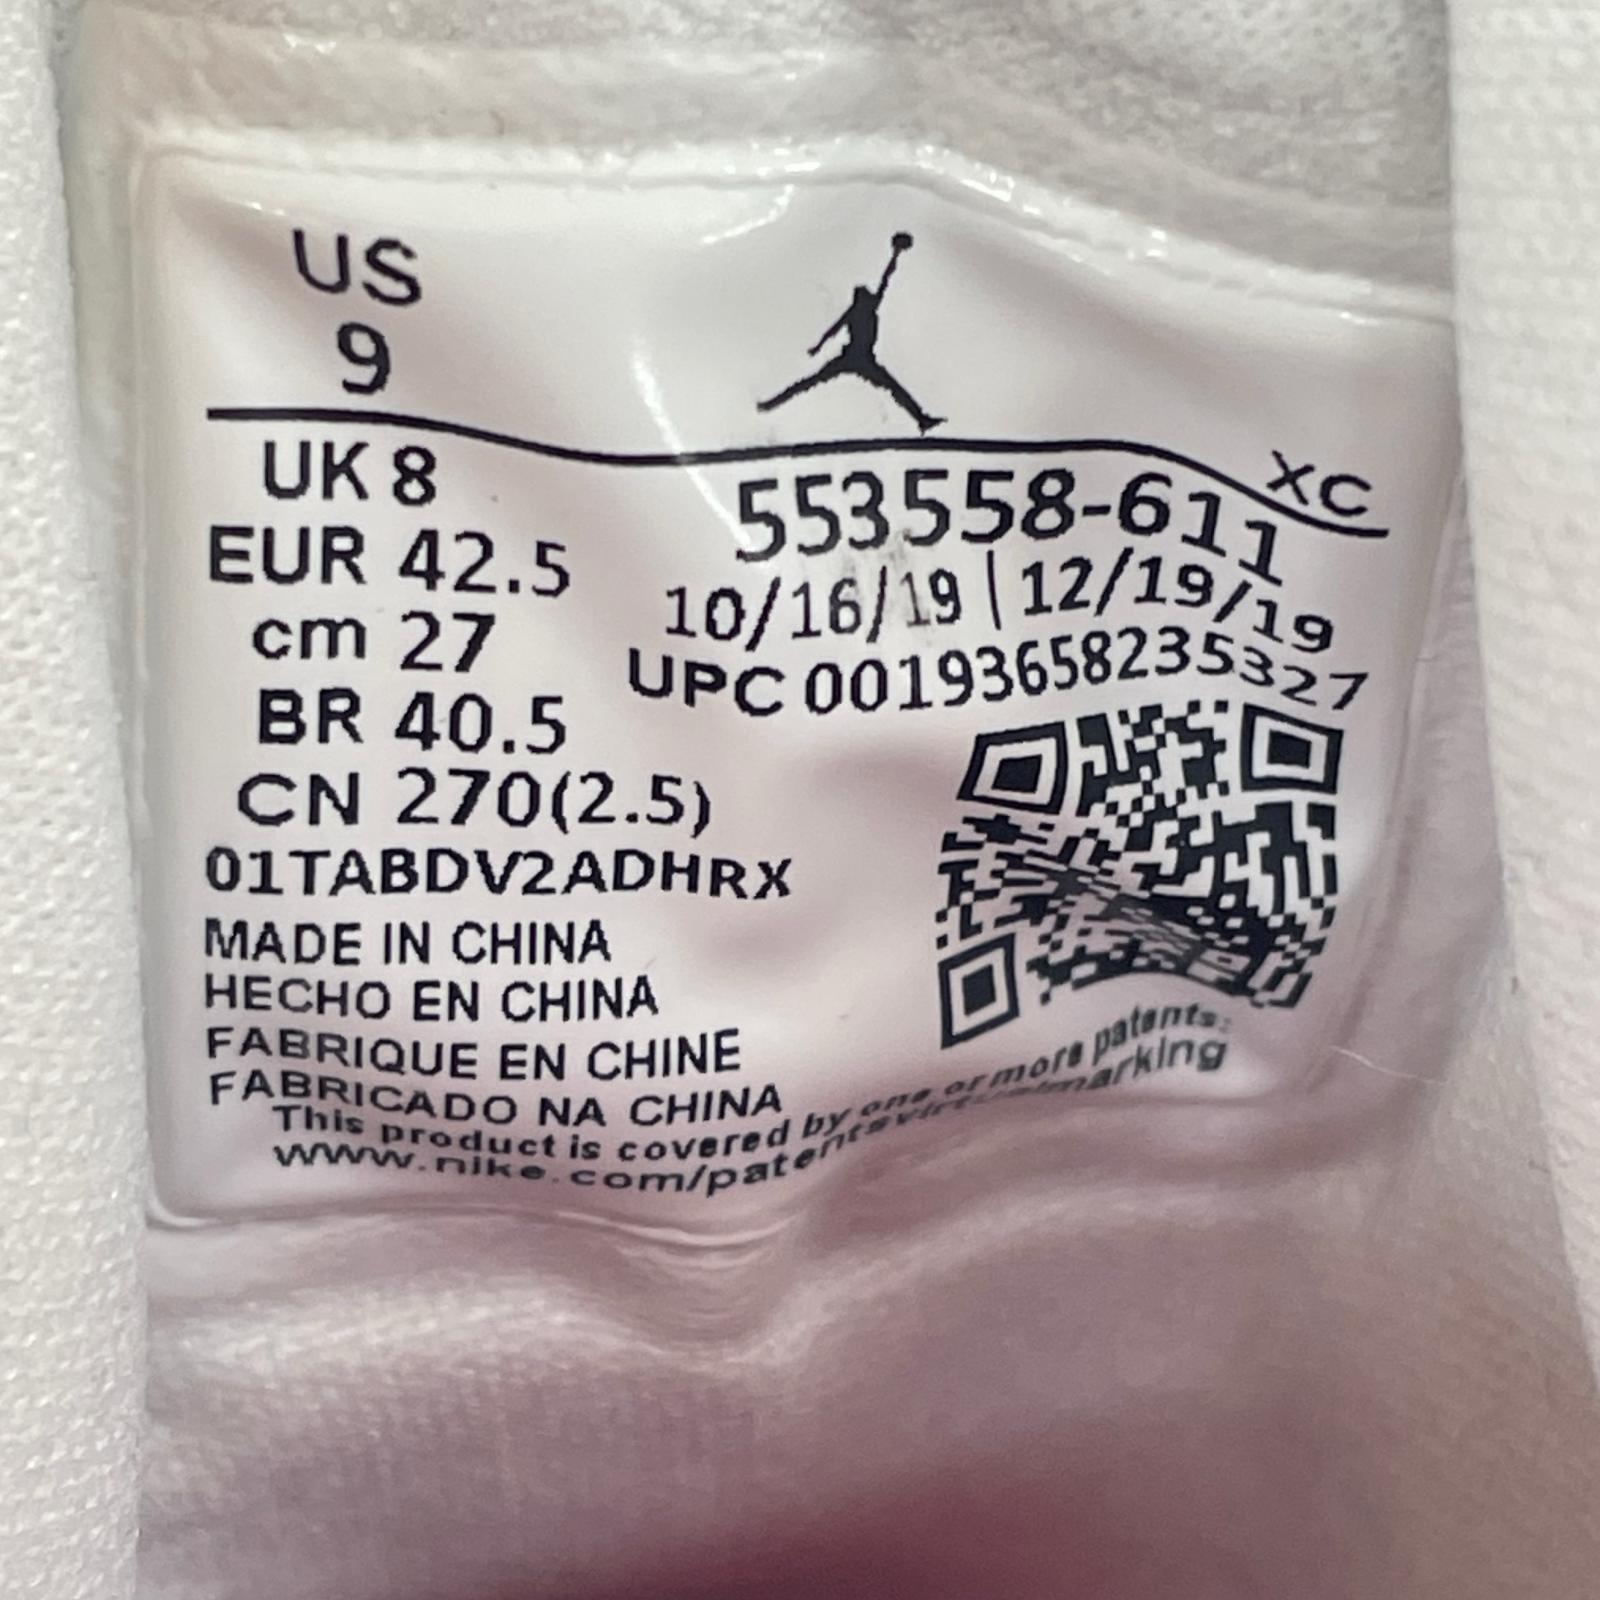 US
9
UK 8
EUR 42.5
cm 27
BR 40.5
CN 270(2.5)
01TABDV2ADHRX
XC
553558-611
10/16/19 | 12/19/19
UPC 00193658235327
MADE IN CHINA
HECHO EN CHINA
FABRIQUE EN CHINE
FABRICADO NA CHINA
This product is covered by one or more patents:
www.nike.com/patentsvirtualmarking